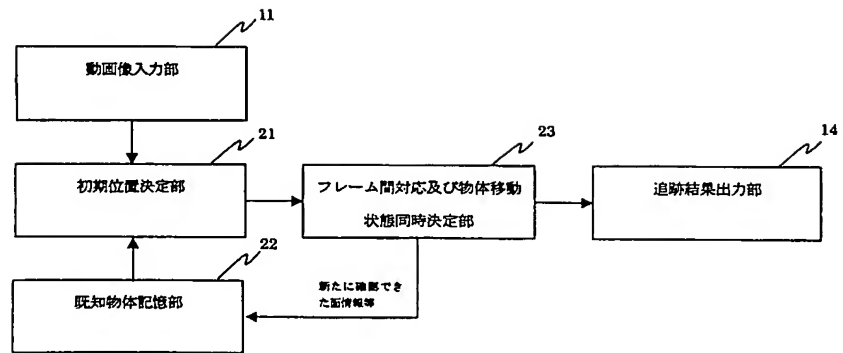 11
動画像入力部
21
初期位置決定部
23
フレーム間対応及び物体移動
状態同時決定部
14
追跡結果出力部
22
既知物体記憶部
新たに確認でき
た面情報等